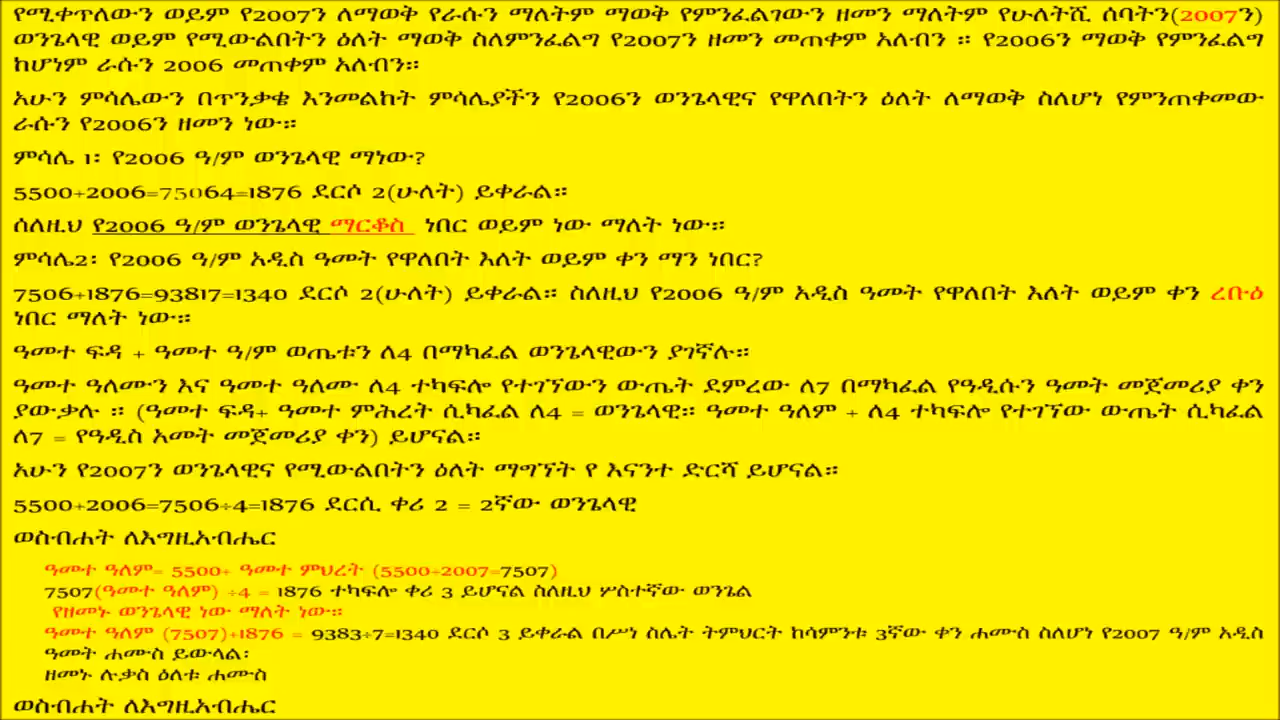 የሚቀጥለውን ወይም የ2007ን ለማወቅ የራሱን ማለትም ማወቅ የምንፈልገውን ዘመን ማለትም የሁለትሺ ሰባትን(2007ን)
ወንጌላዊ ወይም የሚውልበትን ዕለት ማወቅ ስለምንፈልግ የ2007ን ዘመን መጠቀም አለብን ። የ2006ን ማወቅ የምንፈልግ
ከሆነም ራሱን 2006 መጠቀም አለብን።
አሁን ምሳሌውን በጥንቃቄ እንመልከት ምሳሌያችን የ2006ን ወንጌላዊና የዋለበትን ዕለት ለማወቅ ስለሆነ የምንጠቀመው
ራሱን የ2006ን ዘመን ነው።
ምሳሌ 1፡ የ2006 ዓ/ም ወንጌላዊ ማነው?
5500+2006=75064=1876 ደርሶ 2(ሁለት) ይቀራል።
ሰለዚህ የ2006 ዓ/ም ወንጌላዊ ማርቆስ ነበር ወይም ነው ማለት ነው።
ምሳሌ2፡ የ2006 ዓ/ም አዲስ ዓመት የዋለበት እለት ወይም ቀን ማን ነበር?
7506+1876=93817=1340 ደርሶ 2(ሁለት) ይቀራል። ስለዚህ የ2006 ዓ/ም አዲስ ዓመት የዋለበት እለት ወይም ቀን ረቡዕ
ነበር ማለት ነው።
ዓመተ ፍዳ + ዓመተ ዓ/ም ወጤቱን ለ4 በማካፈል ወንጌላዊውን ያገኛሉ።
ዓመተ ዓለሙን እና ዓመተ ዓለሙ ለ4 ተካፍሎ የተገኘውን ውጤት ደምረው ለ7 በማካፈል የዓዲሱን ዓመት መጀመሪያ ቀን
ያውቃሉ ። (ዓመተ ፍዳ+ ዓመተ ምሕረት ሲካፈል ለ4 = ወንጌላዊ። ዓመተ ዓለም + ለ4 ተካፍሎ የተገኘው ውጤት ሲካፈል
ለ7 = የዓዲስ አመት መጀመሪያ ቀን) ይሆናል።
አሁን የ2007ን ወንጌላዊና የሚውልበትን ዕለት ማግኘት የ እናንተ ድርሻ ይሆናል።
5500+2006=7506÷4=1876 ደርሲ ቀሪ 2 = 2ኛው ወንጌላዊ
ወስብሐት ለእግዚአብሔር
ዓመተ ዓለም= 5500+ ዓመተ ምህረት (5500+2007=7507)
7507(ዓመተ ዓለም) ÷4 = 1876 ተካፍሎ ቀሪ 3 ይሆናል ስለዚህ ሦስተኛው ወንጌል
የዘመኑ ወንጌላዊ ነው ማለት ነው።
ዓመተ ዓለም (7507)+1876 = 9383÷7=1340 ደርሶ 3 ይቀራል በሥነ ስሌት ትምህርት ከሳምንቱ 3ኛው ቀን ሐሙስ ስለሆነ የ2007 ዓ/ም አዲስ
ዓመት ሐሙስ ይውላል፡
ዘመኑ ሉቃስ ዕለቱ ሐሙስ
ወስብሐት ለእግዚአብሔር